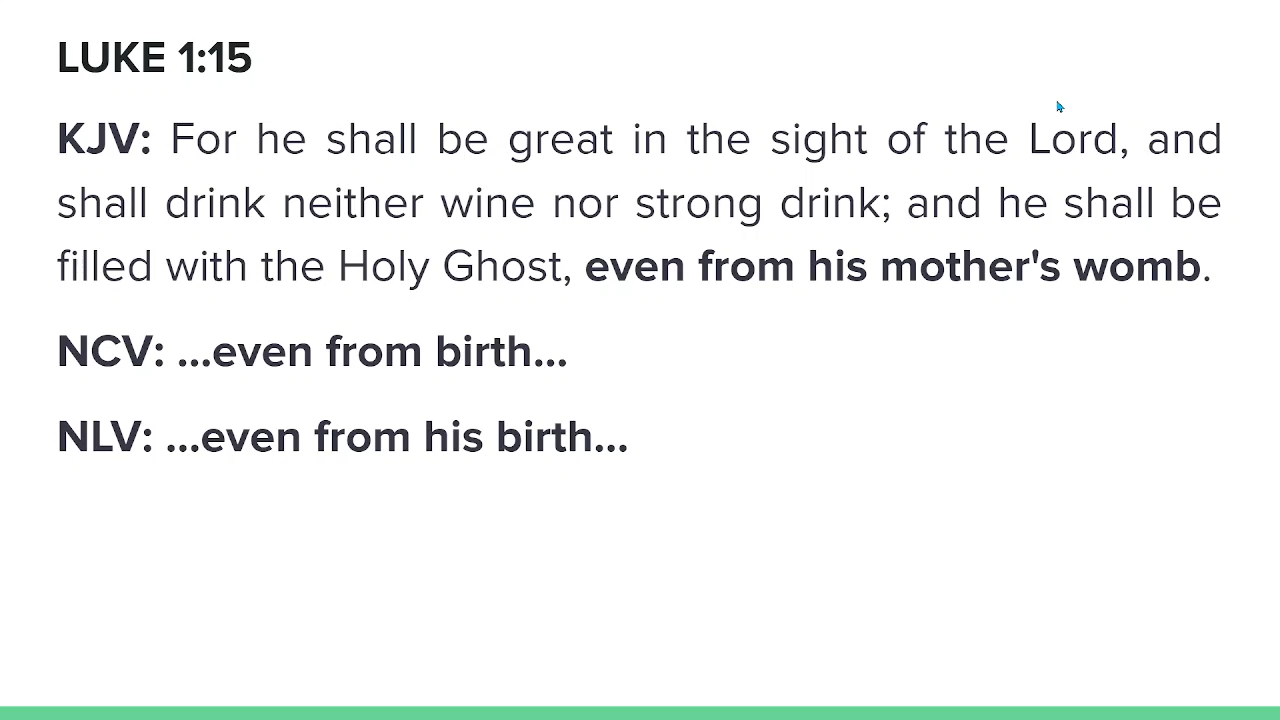 LUKE 1:15
KJV: For he shall be great in the sight of the Lord, and
shall drink neither wine nor strong drink; and he shall be
filled with the Holy Ghost, even from his mother's womb.
NCV: ...even from birth...
NLV: ...even from his birth...